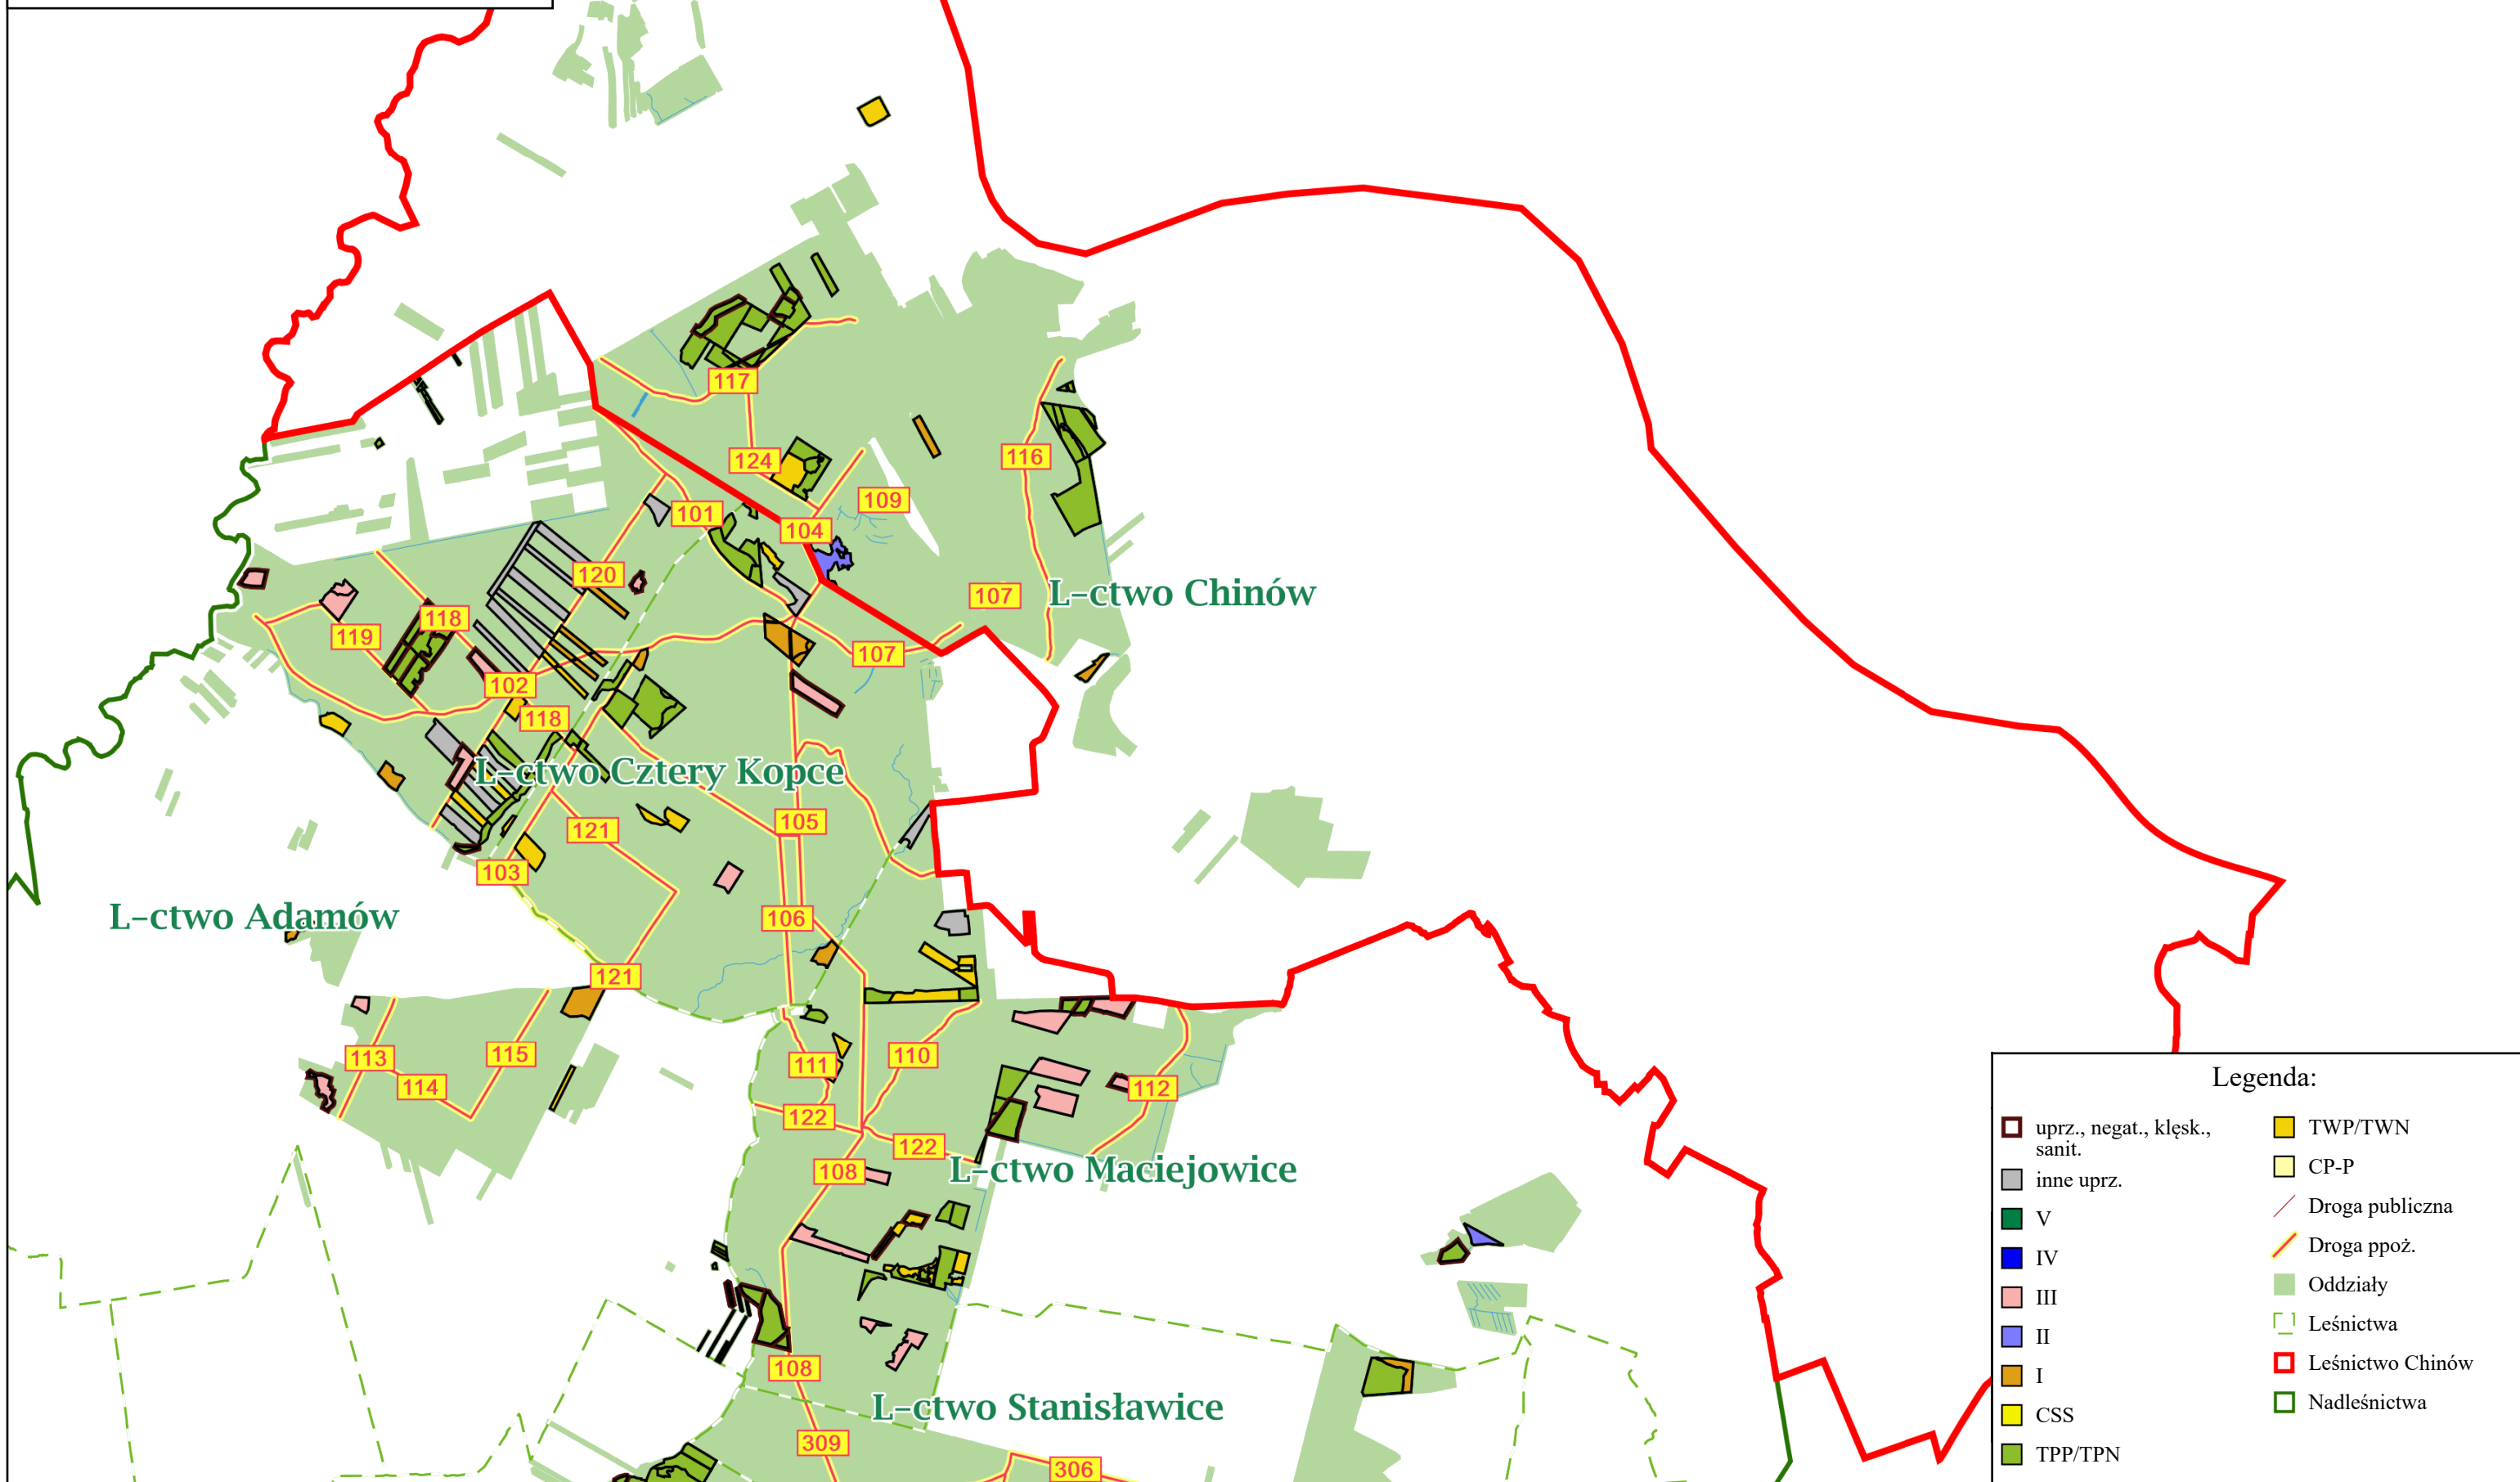 117
124
116
109
101
104
120
107
118
119
107
102
118
L-ctwo Chinów
L-ctwo Cztery Kopce
105
121
103
L-ctwo Adamów
106
121
113
115
114
111
110
112
122
122
108
L-ctwo Maciejowice
108
L-ctwo Stanisławice
309
306
Legenda:
uprz., negat., klęsk.,
sanit.
inne uprz.
V
IV
III
II
I
CSS
TPP/TPN
TWP/TWN
CP-P
Droga publiczna
Droga ppoż.
Oddziały
Leśnictwa
Leśnictwo Chinów
Nadleśnictwa